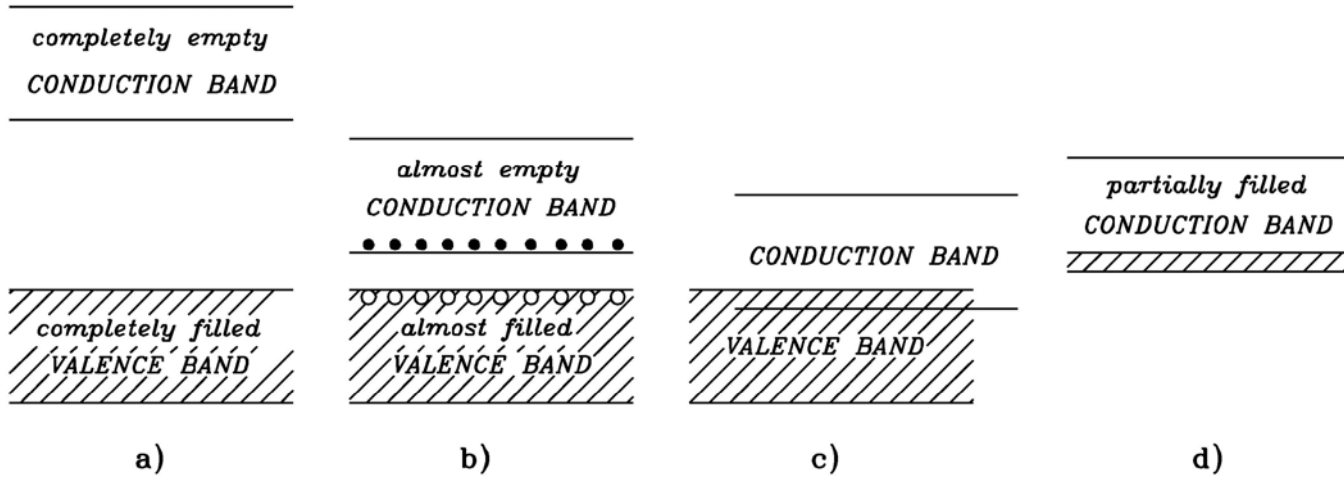 completely empty
CONDUCTION BAND
completely filled
VALENCE BAND
a)
almost empty
CONDUCTION BAND
almost filled
VALENCE BAND
b)
CONDUCTION BAND
VALENCE BAND
c)
partially filled
CONDUCTION BAND
d)